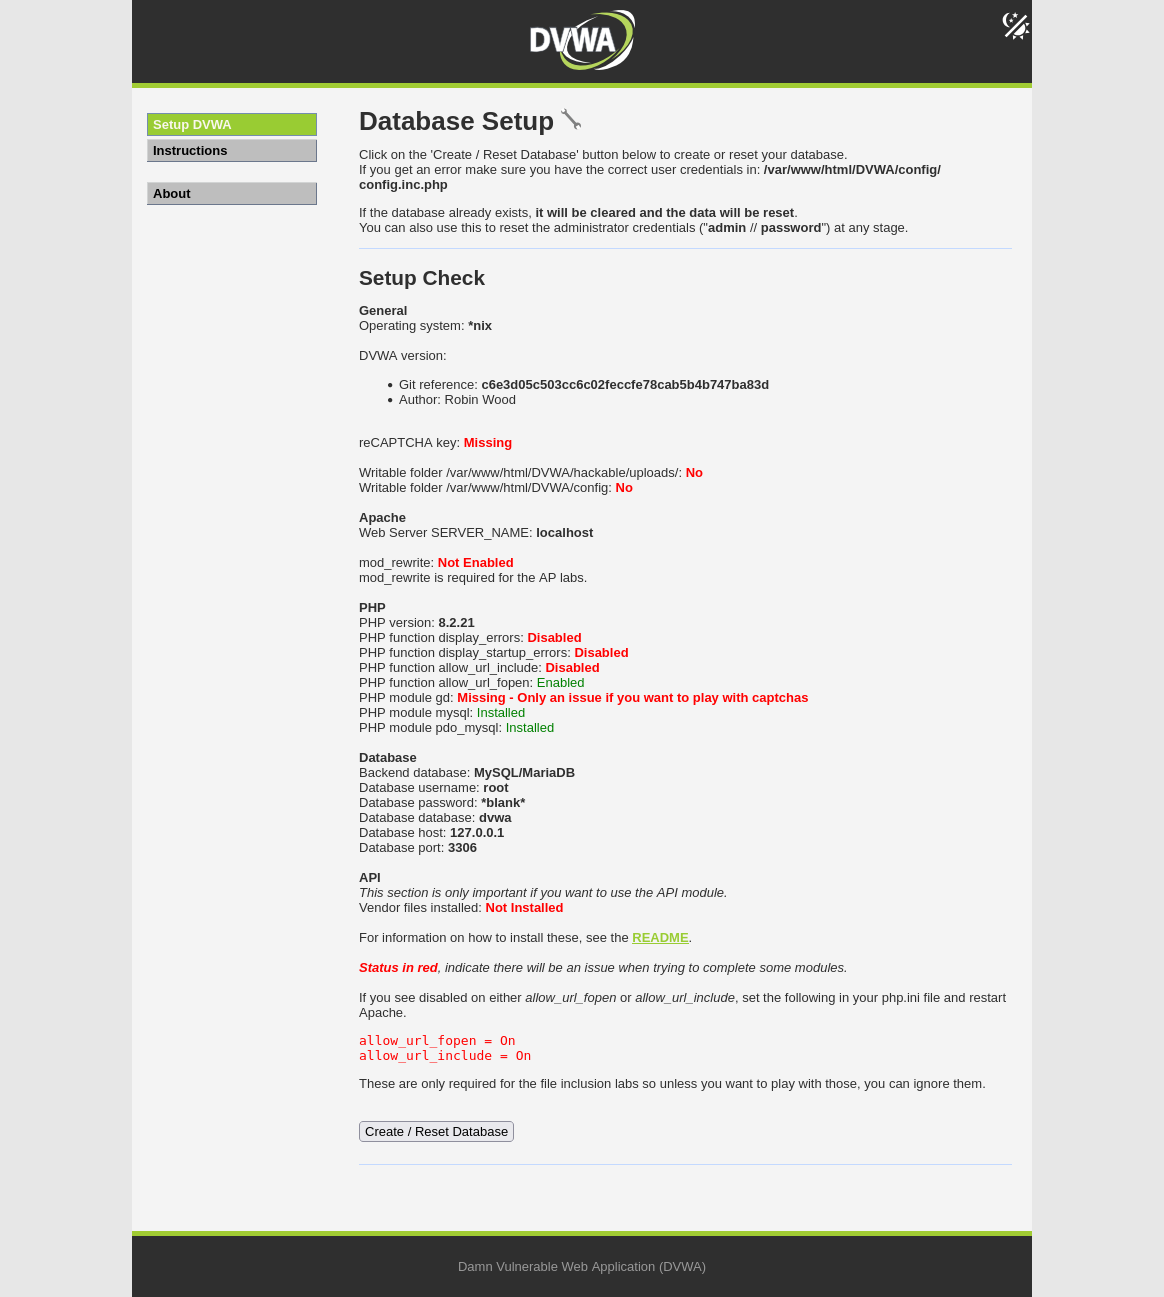 DVWA
Setup DVWA
Instructions
About
Database Setup
Click on the 'Create / Reset Database' button below to create or reset your database.
If you get an error make sure you have the correct user credentials in: /var/www/html/DVWA/config/
config.inc.php
If the database already exists, it will be cleared and the data will be reset.
You can also use this to reset the administrator credentials ("admin // password") at any stage.
Setup Check
General
Operating system: *nix
DVWA version:
• Git reference: c6e3d05c503cc6c02feccfe78cab5b4b747ba83d
• Author: Robin Wood
reCAPTCHA key: Missing
Writable folder /var/www/html/DVWA/hackable/uploads/: No
Writable folder /var/www/html/DVWA/config: No
Apache
Web Server SERVER_NAME: localhost
mod_rewrite: Not Enabled
mod_rewrite is required for the AP labs.
PHP
PHP version: 8.2.21
PHP function display_errors: Disabled
PHP function display_startup_errors: Disabled
PHP function allow_url_include: Disabled
PHP function allow_url_fopen: Enabled
PHP module gd: Missing - Only an issue if you want to play with captchas
PHP module mysql: Installed
PHP module pdo_mysql: Installed
Database
Backend database: MySQL/MariaDB
Database username: root
Database password: *blank*
Database database: dvwa
Database host: 127.0.0.1
Database port: 3306
API
This section is only important if you want to use the API module.
Vendor files installed: Not Installed
For information on how to install these, see the README.
Status in red, indicate there will be an issue when trying to complete some modules.
If you see disabled on either allow_url_fopen or allow_url_include, set the following in your php.ini file and restart
Apache.
allow_url_fopen = On
allow_url_include = On
These are only required for the file inclusion labs so unless you want to play with those, you can ignore them.
Create / Reset Database
Damn Vulnerable Web Application (DVWA)